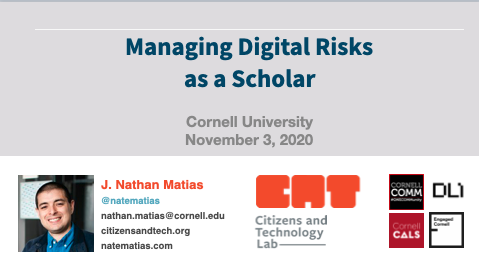 Managing Digital Risks
as a Scholar
Cornell University
November 3, 2020
J. Nathan Matias
@natematias
nathan.matias@cornell.edu
citizensandtech.org
natematias.com
CAT
Citizens and
Technology
Lab
CORNELL
COMM
DLI
Cornell
CALS
Engaged
Cornell